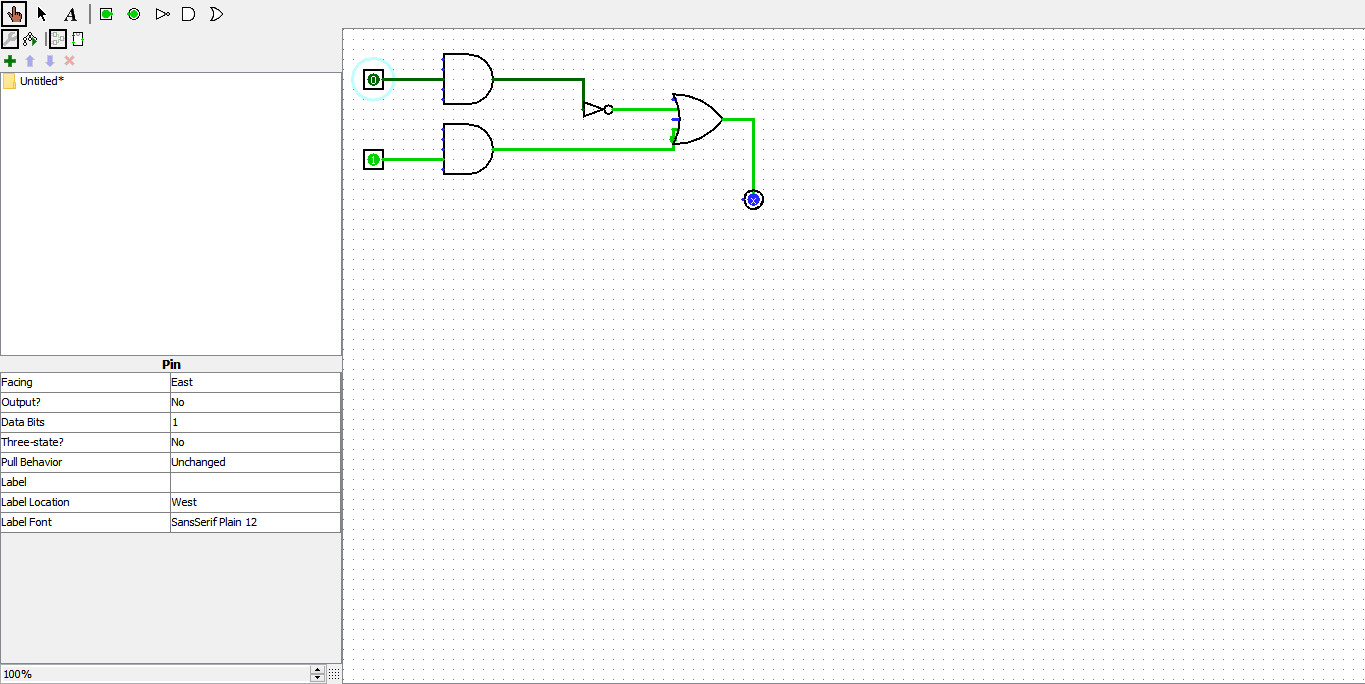 A
Untitled*
0
1
x
Pin
Facing East
Output? No
Data Bits 1
Three-state? No
Pull Behavior Unchanged
Label
Label Location West
Label Font SansSerif Plain 12
100%